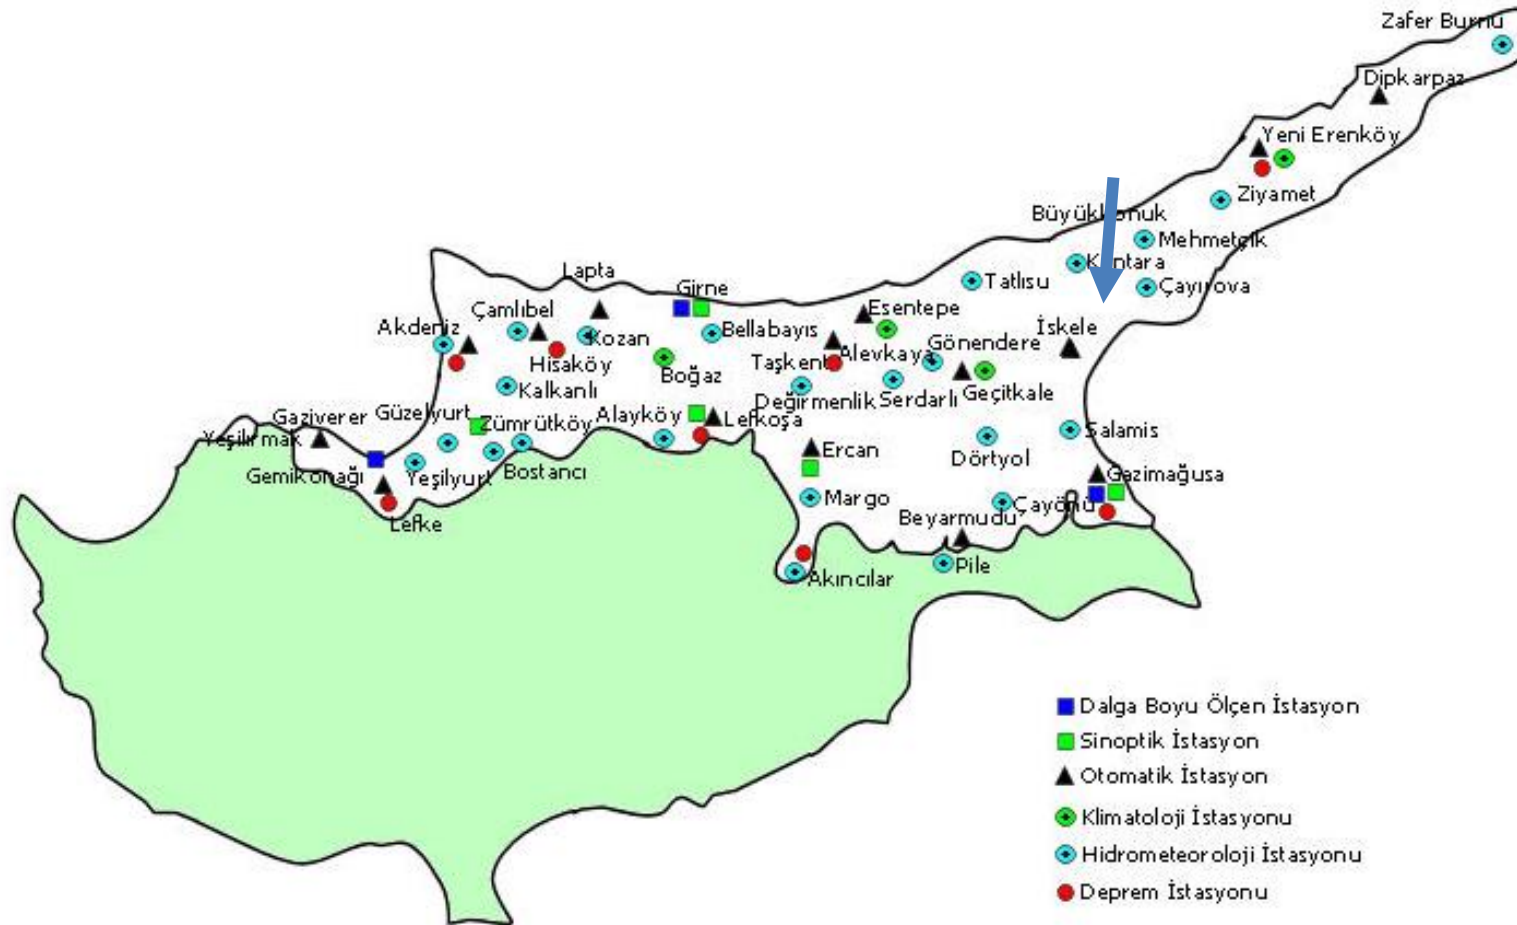 Zafer Burnu
Dipkarpaz
Yeni Erenköy
Ziyamet
Büyükkonuk
Mehmetçik
Kantara
Lapta
Girne
Tatlısu
Çayırova
Çamlıbel
Esentepe
Akdeniz
Kozan
Bellabayıs
İskele
Gönendere
Hisaköy
Boğaz
Taşkent
Alevkaya
Kalkanlı
Değirmenlik
Serdarlı
Geçitkale
Gaziverer
Güzelyurt
Zümrütköy
Alayköy
Lefkoşa
Salamis
Yeşilırmak
Ercan
Dörtyol
Gemikonağı
Yeşilyurt
Bostancı
Gazimağusa
Margo
Çayönü
Lefke
Beyarmudu
Akıncılar
Pile
Dalga Boyu Ölçen İstasyon
Sinoptik İstasyon
Otomatik İstasyon
Klimatoloji İstasyonu
Hidrometeoroloji İstasyonu
Deprem İstasyonu